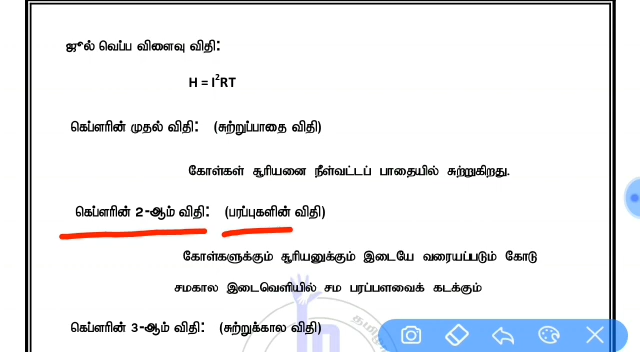 ஜூல் வெப்ப விளைவு விதி:
H = I²RT
கெப்ளரின் முதல் விதி: (சுற்றுப்பாதை விதி)
கோள்கள் சூரியனை நீள்வட்டப் பாதையில் சுற்றுகிறது.
கெப்ளரின் 2-ஆம் விதி: (பரப்புகளின் விதி)
கோள்களுக்கும் சூரியனுக்கும் இடையே வரையப்படும் கோடு
சமகால இடைவெளியில் சம பரப்பளவைக் கடக்கும்
கெப்ளரின் 3-ஆம் விதி: (சுற்றுக்கால விதி)